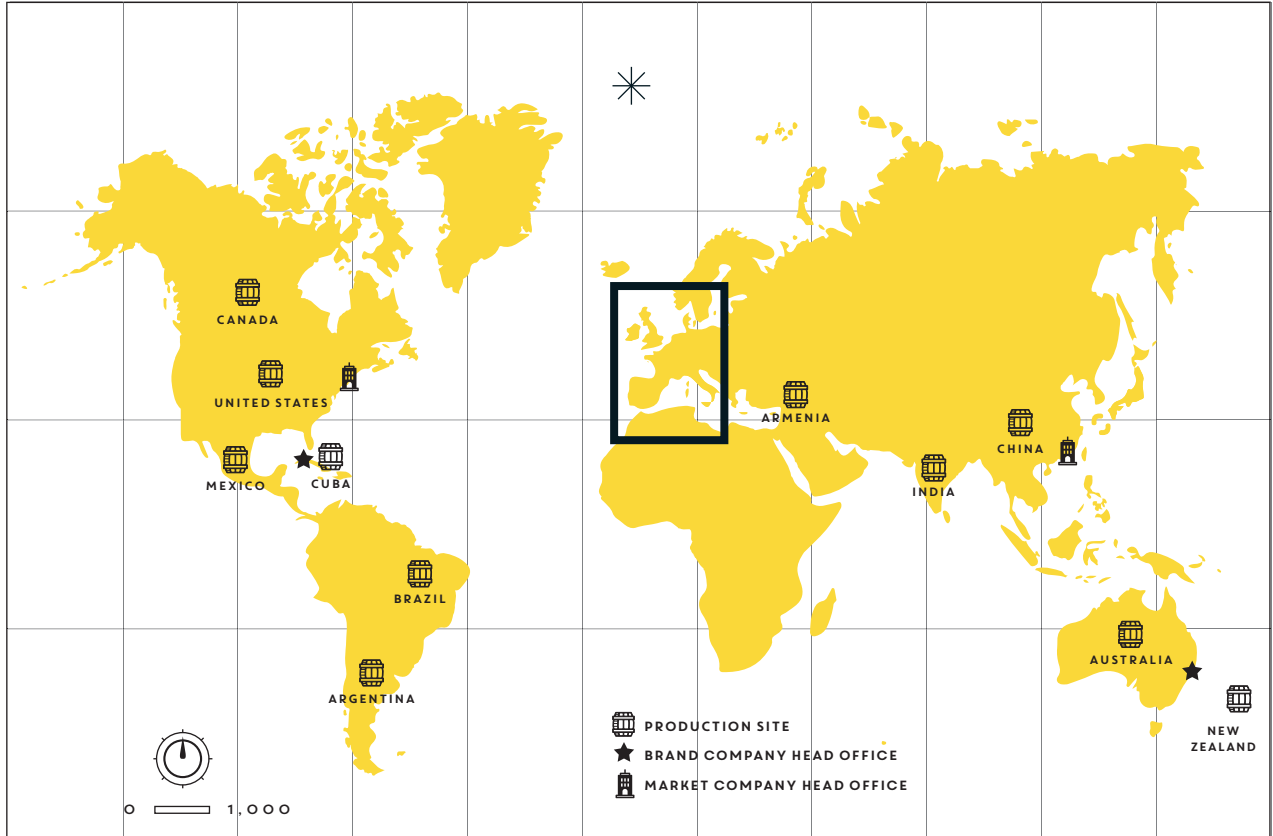 CANADA
UNITED STATES
MEXICO
CUBA
BRAZIL
ARGENTINA
ARMENIA
CHINA
INDIA
AUSTRALIA
NEW
ZEALAND
PRODUCTION SITE
BRAND COMPANY HEAD OFFICE
MARKET COMPANY HEAD OFFICE
0 1,000